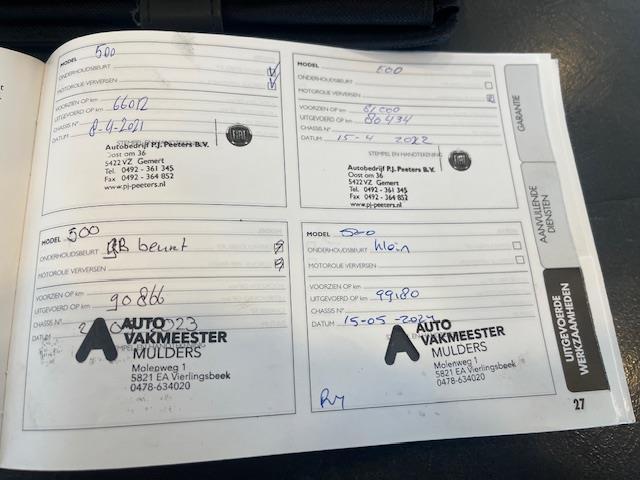 MODEL 500
ONDERHOUDSBEURT
MOTOROLIE VERVERSEN
VOORZIEN OP km 66012
UITGEVOERD OP km
CHASSIS N°
DATUM 8-4-2021
STEMPEL EN HANDTEKENING
Autobedrijf P.J. Peeters B.V.
Oost om 36
5422 VZ Gemert
Tel. 0492 - 361 345
Fax 0492 - 364 852
www.pj-peeters.nl
FIAT
MODEL 500
ONDERHOUDSBEURT
MOTOROLIE VERVERSEN
VOORZIEN OP km
UITGEVOERD OP km 80434
CHASSIS N°
DATUM 15-4 2022
STEMPEL EN HANDTEKENING
Autobedrijf P.J. Peeters B.V.
Oost om 36
5422 VZ Gemert
Tel. 0492 - 361 345
Fax 0492 - 364 852
www.pj-peeters.nl
FIAT
MODEL 500
ONDERHOUDSBEURT beurt
MOTOROLIE VERVERSEN
VOORZIEN OP km
UITGEVOERD OP km 90866
CHASSIS N°
DATUM
AUTO
VAKMEESTER
MULDERS
Molenweg 1
5821 EA Vierlingsbeek
0478-634020
MODEL 500
ONDERHOUDSBEURT klein
MOTOROLIE VERVERSEN
VOORZIEN OP km
UITGEVOERD OP km 99180
CHASSIS N°
DATUM 15-05-2024
AUTO
VAKMEESTER
MULDERS
Molenweg 1
5821 EA Vierlingsbeek
0478-634020
GARANTIE
AANVULLENDE
DIENSTEN
UITGEVOERDE
WERKZAAMHEDEN
27